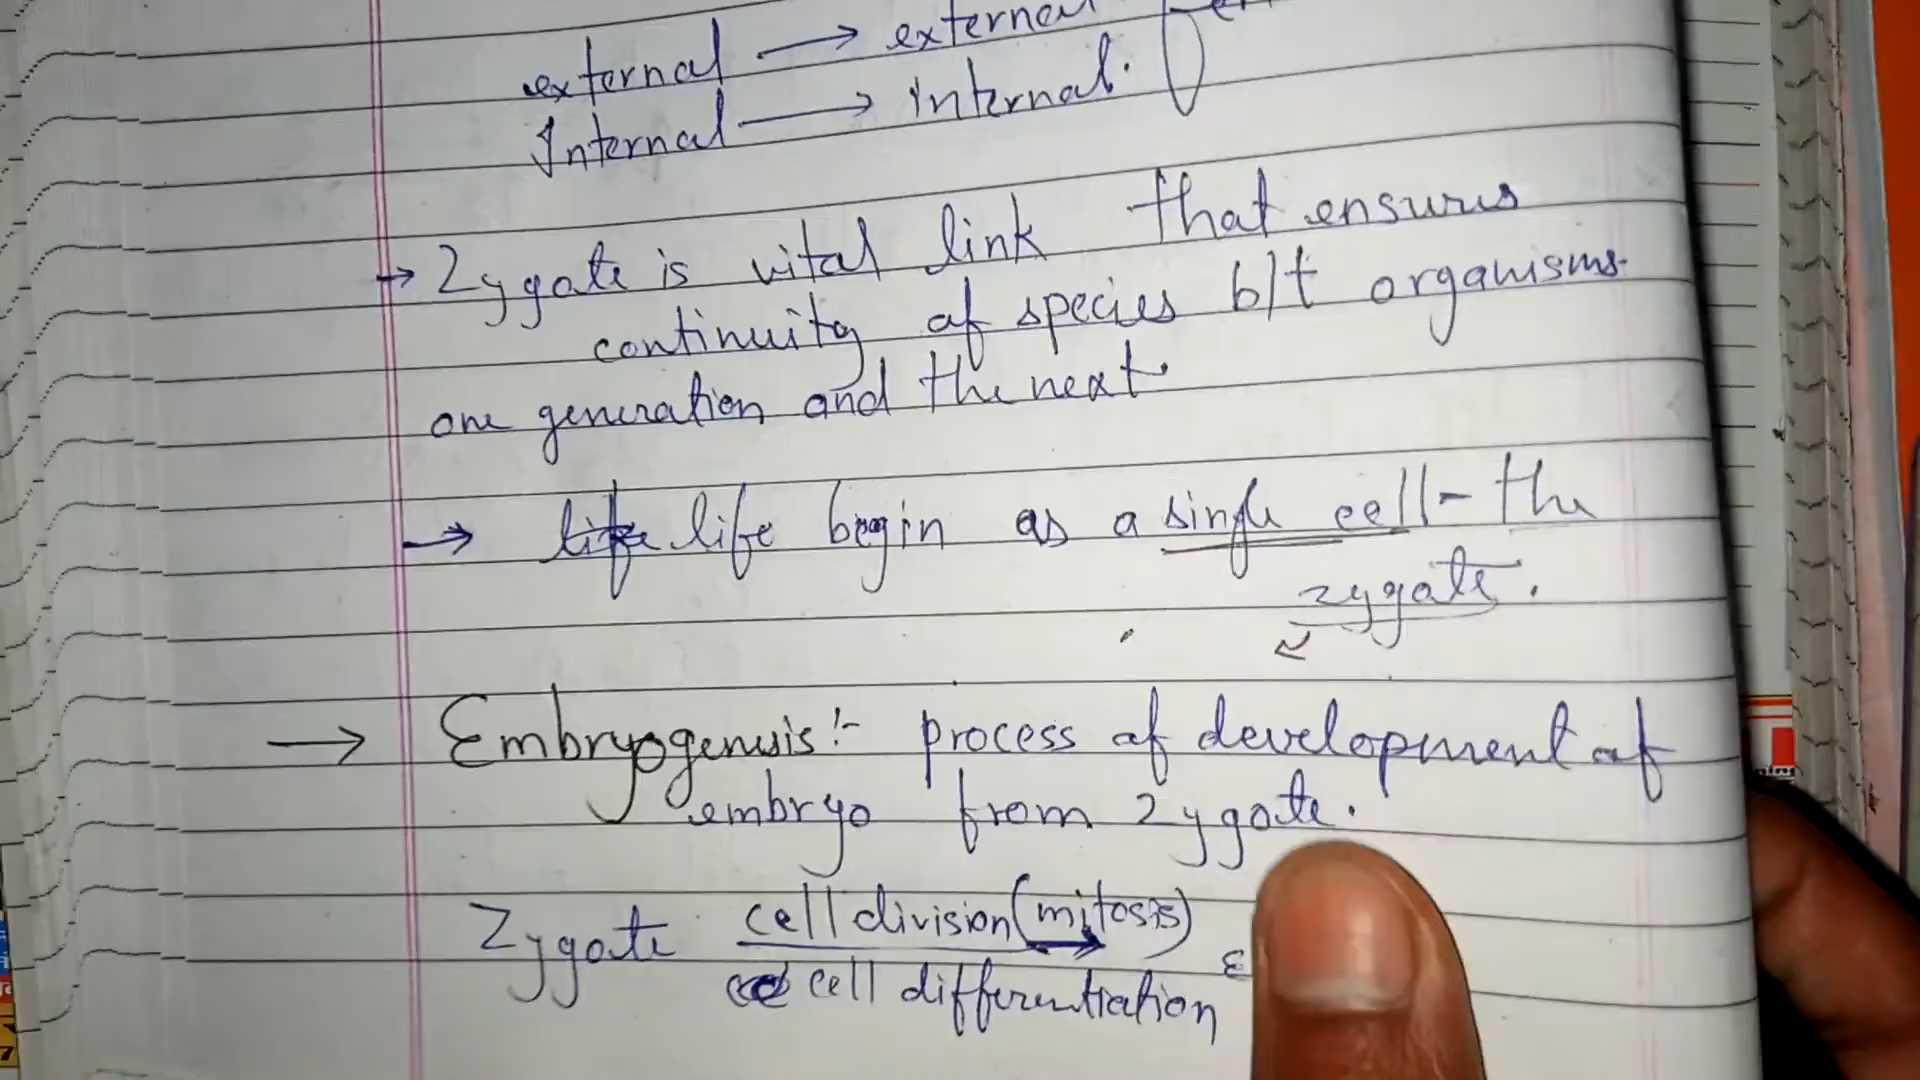 external → external
Internal → internal.
→ Zygote is vital link that ensures
continuity of species b/t organisms
one generation and the next.
→ life begin as a single cell - the
zygote.
→ Embryogenesis :- process of development of
embryo from zygote.
Zygote cell division (mitosis) →
cell differentiation